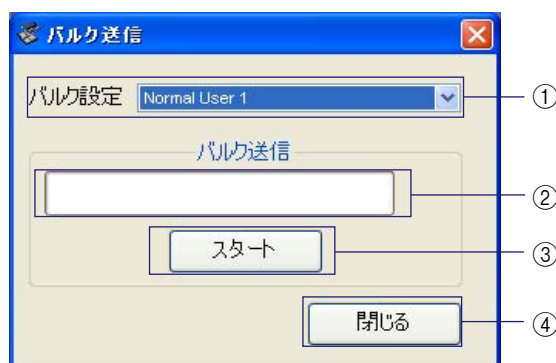 バルク送信
バルク設定 Normal User 1 ①
バルク送信
②
スタート ③
閉じる ④